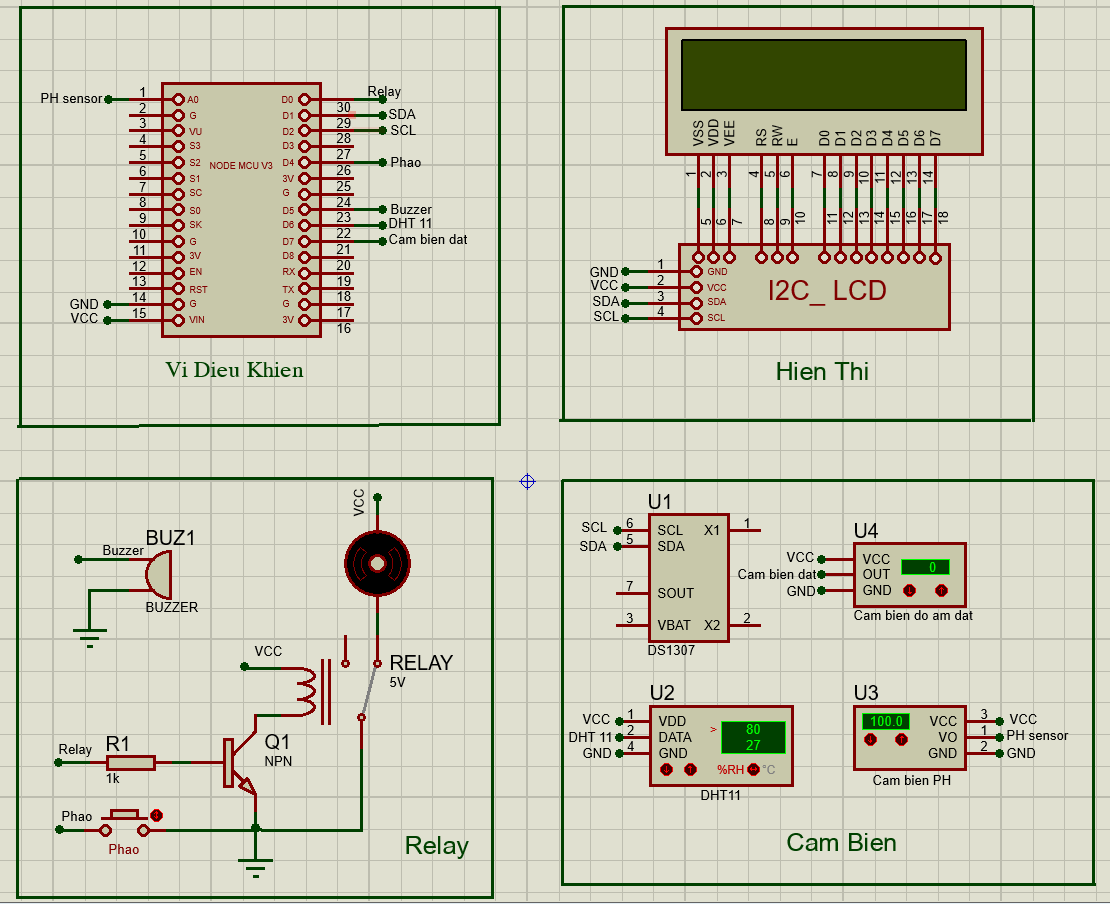 PH sensor
1
2
3
4
5
6
7
8
9
10
11
12
13
14
15
GND
VCC
A0
G
VU
S3
S2
S1
SC
S0
SK
G
3V
EN
RST
G
VIN
NODE MCU V3
D0
D1
D2
D3
D4
3V
G
D5
D6
D7
D8
RX
TX
G
3V
30
29
28
27
26
25
24
23
22
21
20
19
18
17
16
Relay
SDA
SCL
Phao
Buzzer
DHT 11
Cam bien dat
Vi Dieu Khien
VSS VDD VEE RS RW E D0 D1 D2 D3 D4 D5 D6 D7
1 2 3 4 5 6 7 8 9 10 11 12 13 14
5 6 7 8 9 10 11 12 13 14 15 16 17 18
GND 1 GND
VCC 2 VCC
SDA 3 SDA
SCL 4 SCL
I2C_ LCD
Hien Thi
VCC
BUZ1
Buzzer
BUZZER
VCC
RELAY
5V
Relay
R1
1k
Q1
NPN
Phao
Phao
Relay
U1
SCL 6 SCL X1 1
SDA 5 SDA
7 SOUT
3 VBAT X2 2
DS1307
U4
VCC VCC
Cam bien dat OUT 0
GND GND
Cam bien do am dat
U2
VCC 1 VDD
DHT 11 2 DATA
GND 4 GND
> 80
27
%RH °C
DHT11
U3
100.0 VCC 3 VCC
VO 1 PH sensor
GND 2 GND
Cam bien PH
Cam Bien